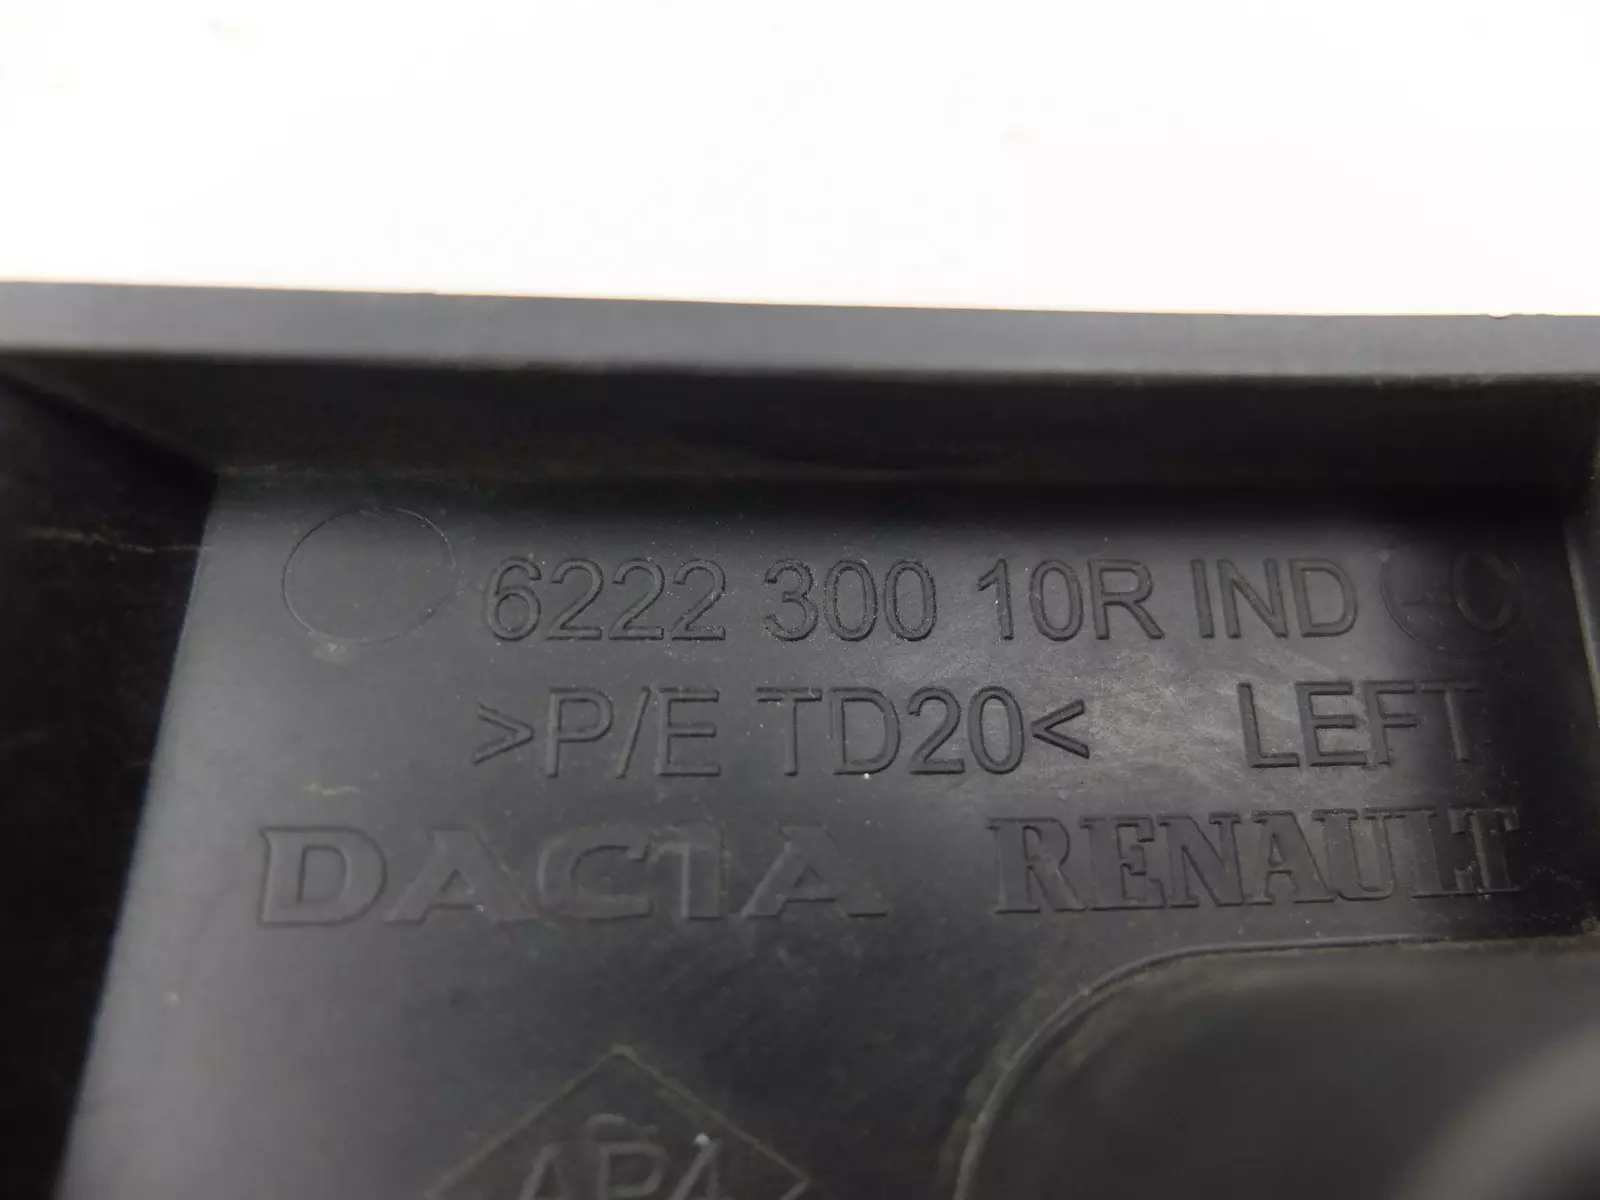 6222 300 10R IND -C
>P/E TD20< LEFT
DACIA RENAULT